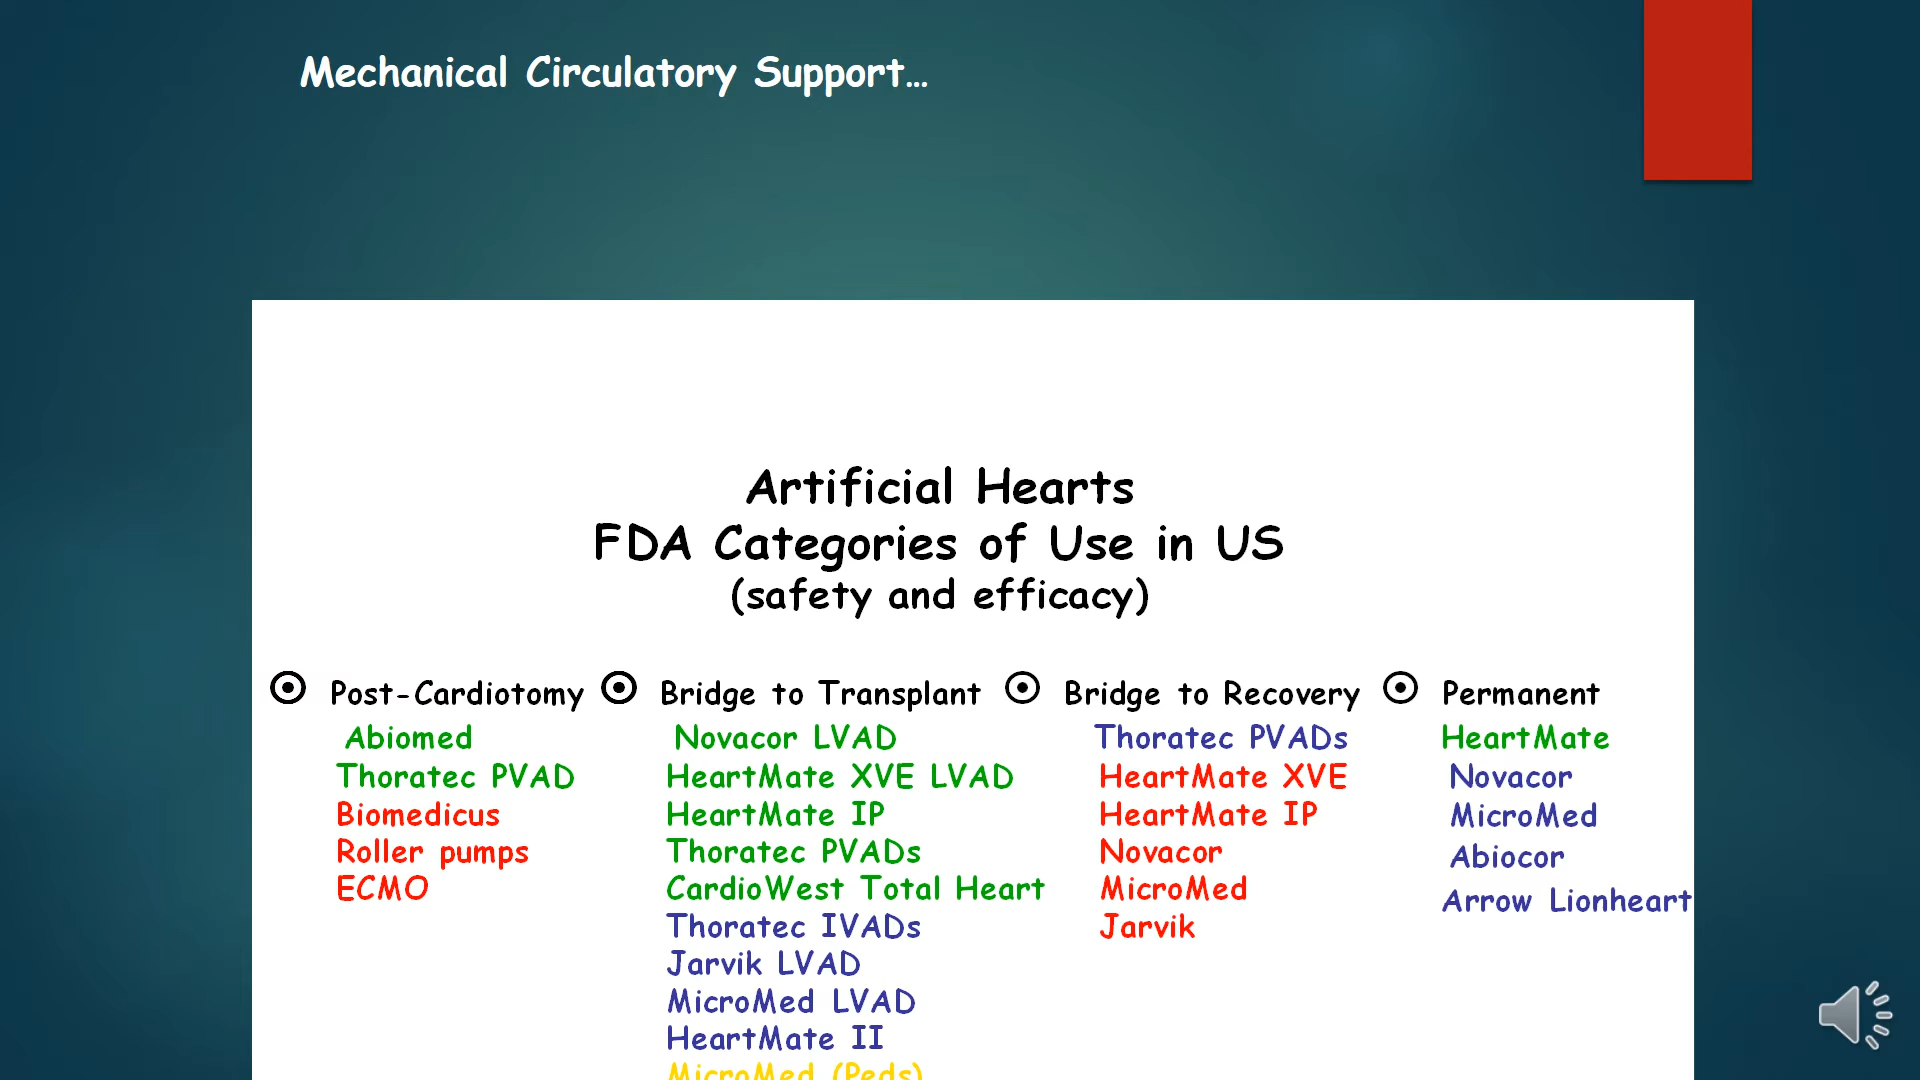 Mechanical Circulatory Support...
Artificial Hearts
FDA Categories of Use in US
(safety and efficacy)
Post-Cardiotomy
Abiomed
Thoratec PVAD
Biomedicus
Roller pumps
ECMO
Bridge to Transplant
Novacor LVAD
HeartMate XVE LVAD
HeartMate IP
Thoratec PVADs
CardioWest Total Heart
Thoratec IVADs
Jarvik LVAD
MicroMed LVAD
HeartMate II
MicroMed (Peds)
Bridge to Recovery
Thoratec PVADs
HeartMate XVE
HeartMate IP
Novacor
MicroMed
Jarvik
Permanent
HeartMate
Novacor
MicroMed
Abiocor
Arrow Lionheart